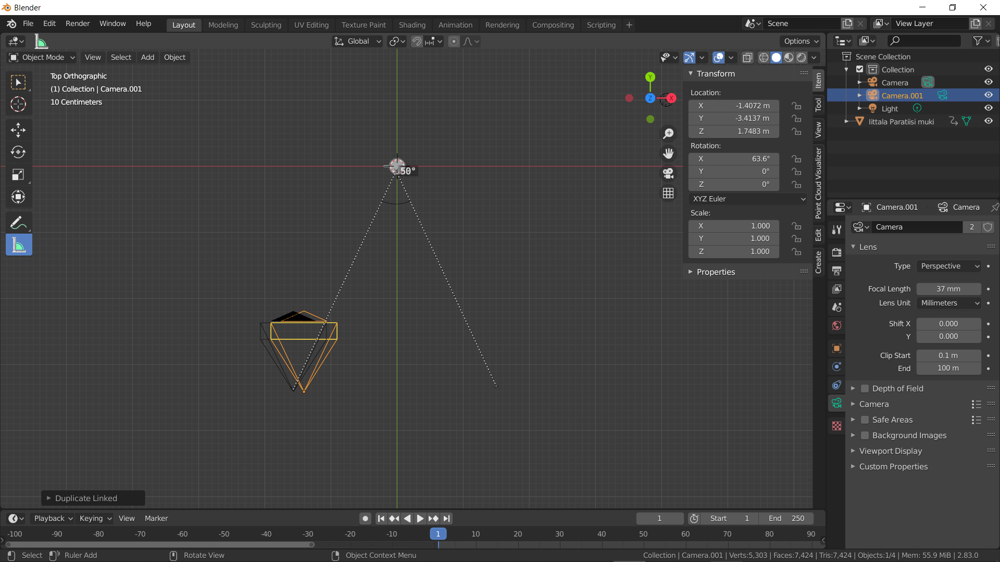 Blender
File Edit Render Window Help Layout Modeling Sculpting UV Editing Texture Paint Shading Animation Rendering Compositing Scripting + Scene View Layer
Global Options
Object Mode View Select Add Object
Top Orthographic
(1) Collection | Camera.001
10 Centimeters
50°
Y
Z
X
Transform
Location:
X -1.4072 m
Y -3.4137 m
Z 1.7483 m
Rotation:
X 63.6°
Y 0°
Z 0°
XYZ Euler
Scale:
X 1.000
Y 1.000
Z 1.000
Properties
Item
Tool
View
Point Cloud Visualizer
Edit
Create
Scene Collection
Collection
Camera
Camera.001
Light
Iittala Paratiisi muki
Camera.001 Camera
Camera 2
Lens
Type Perspective
Focal Length 37 mm
Lens Unit Millimeters
Shift X 0.000
Y 0.000
Clip Start 0.1 m
End 100 m
Depth of Field
Camera
Safe Areas
Background Images
Viewport Display
Custom Properties
Duplicate Linked
Playback Keying View Marker 1 Start 1 End 250
-100 -90 -80 -70 -60 -50 -40 -30 -20 -10 1 10 20 30 40 50 60 70 80 90
Select Ruler Add Rotate View Object Context Menu Collection | Camera.001 | Verts:5,303 | Faces:7,424 | Tris:7,424 | Objects:1/4 | Mem: 55.9 MiB | 2.83.0